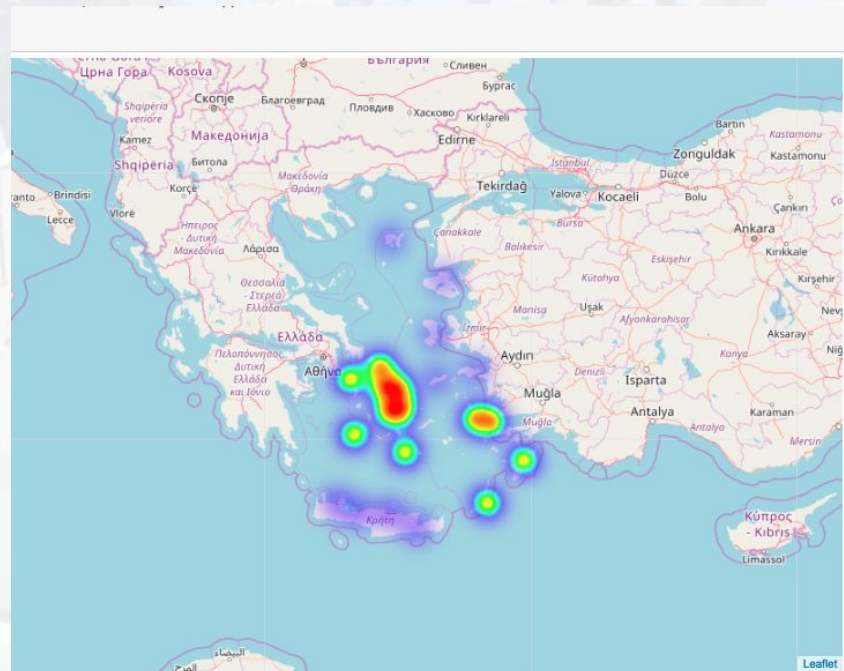 Црна Гора
Kosova
България
Сливен
Бургас
Скопје
Благоевград
Пловдив
Хасково
Kırklareli
Shqipëria
veriore
Македонија
Edirne
Kamez
Shqipëria
Битола
Μακεδονία
Θράκη
Tekirdağ
İstanbul
Yalova
Kocaeli
Düzce
Zonguldak
Bartın
Kastamonu
Kastamonu
Bolu
Çankırı
Brindisi
Lecce
Vlorë
Korçë
Ήπειρος
- Δυτική
Μακεδονία
Λάρισα
Çanakkale
Bursa
Balıkesir
Eskişehir
Ankara
Kırıkkale
Kırşehir
Θεσσαλία
- Στερεά
Ελλάδα
Kütahya
Manisa
Uşak
Afyonkarahisar
Ελλάδα
İzmir
Aksaray
Αθήνα
Πελοπόννησος,
Δυτική
Ελλάδα
και Ιόνιο
Aydın
Denizli
Isparta
Konya
Muğla
Muğla
Antalya
Antalya
Karaman
Mersin
Κρήτη
Κύπρος
- Kıbrıs
Limassol
البيضاء
المرج
Leaflet